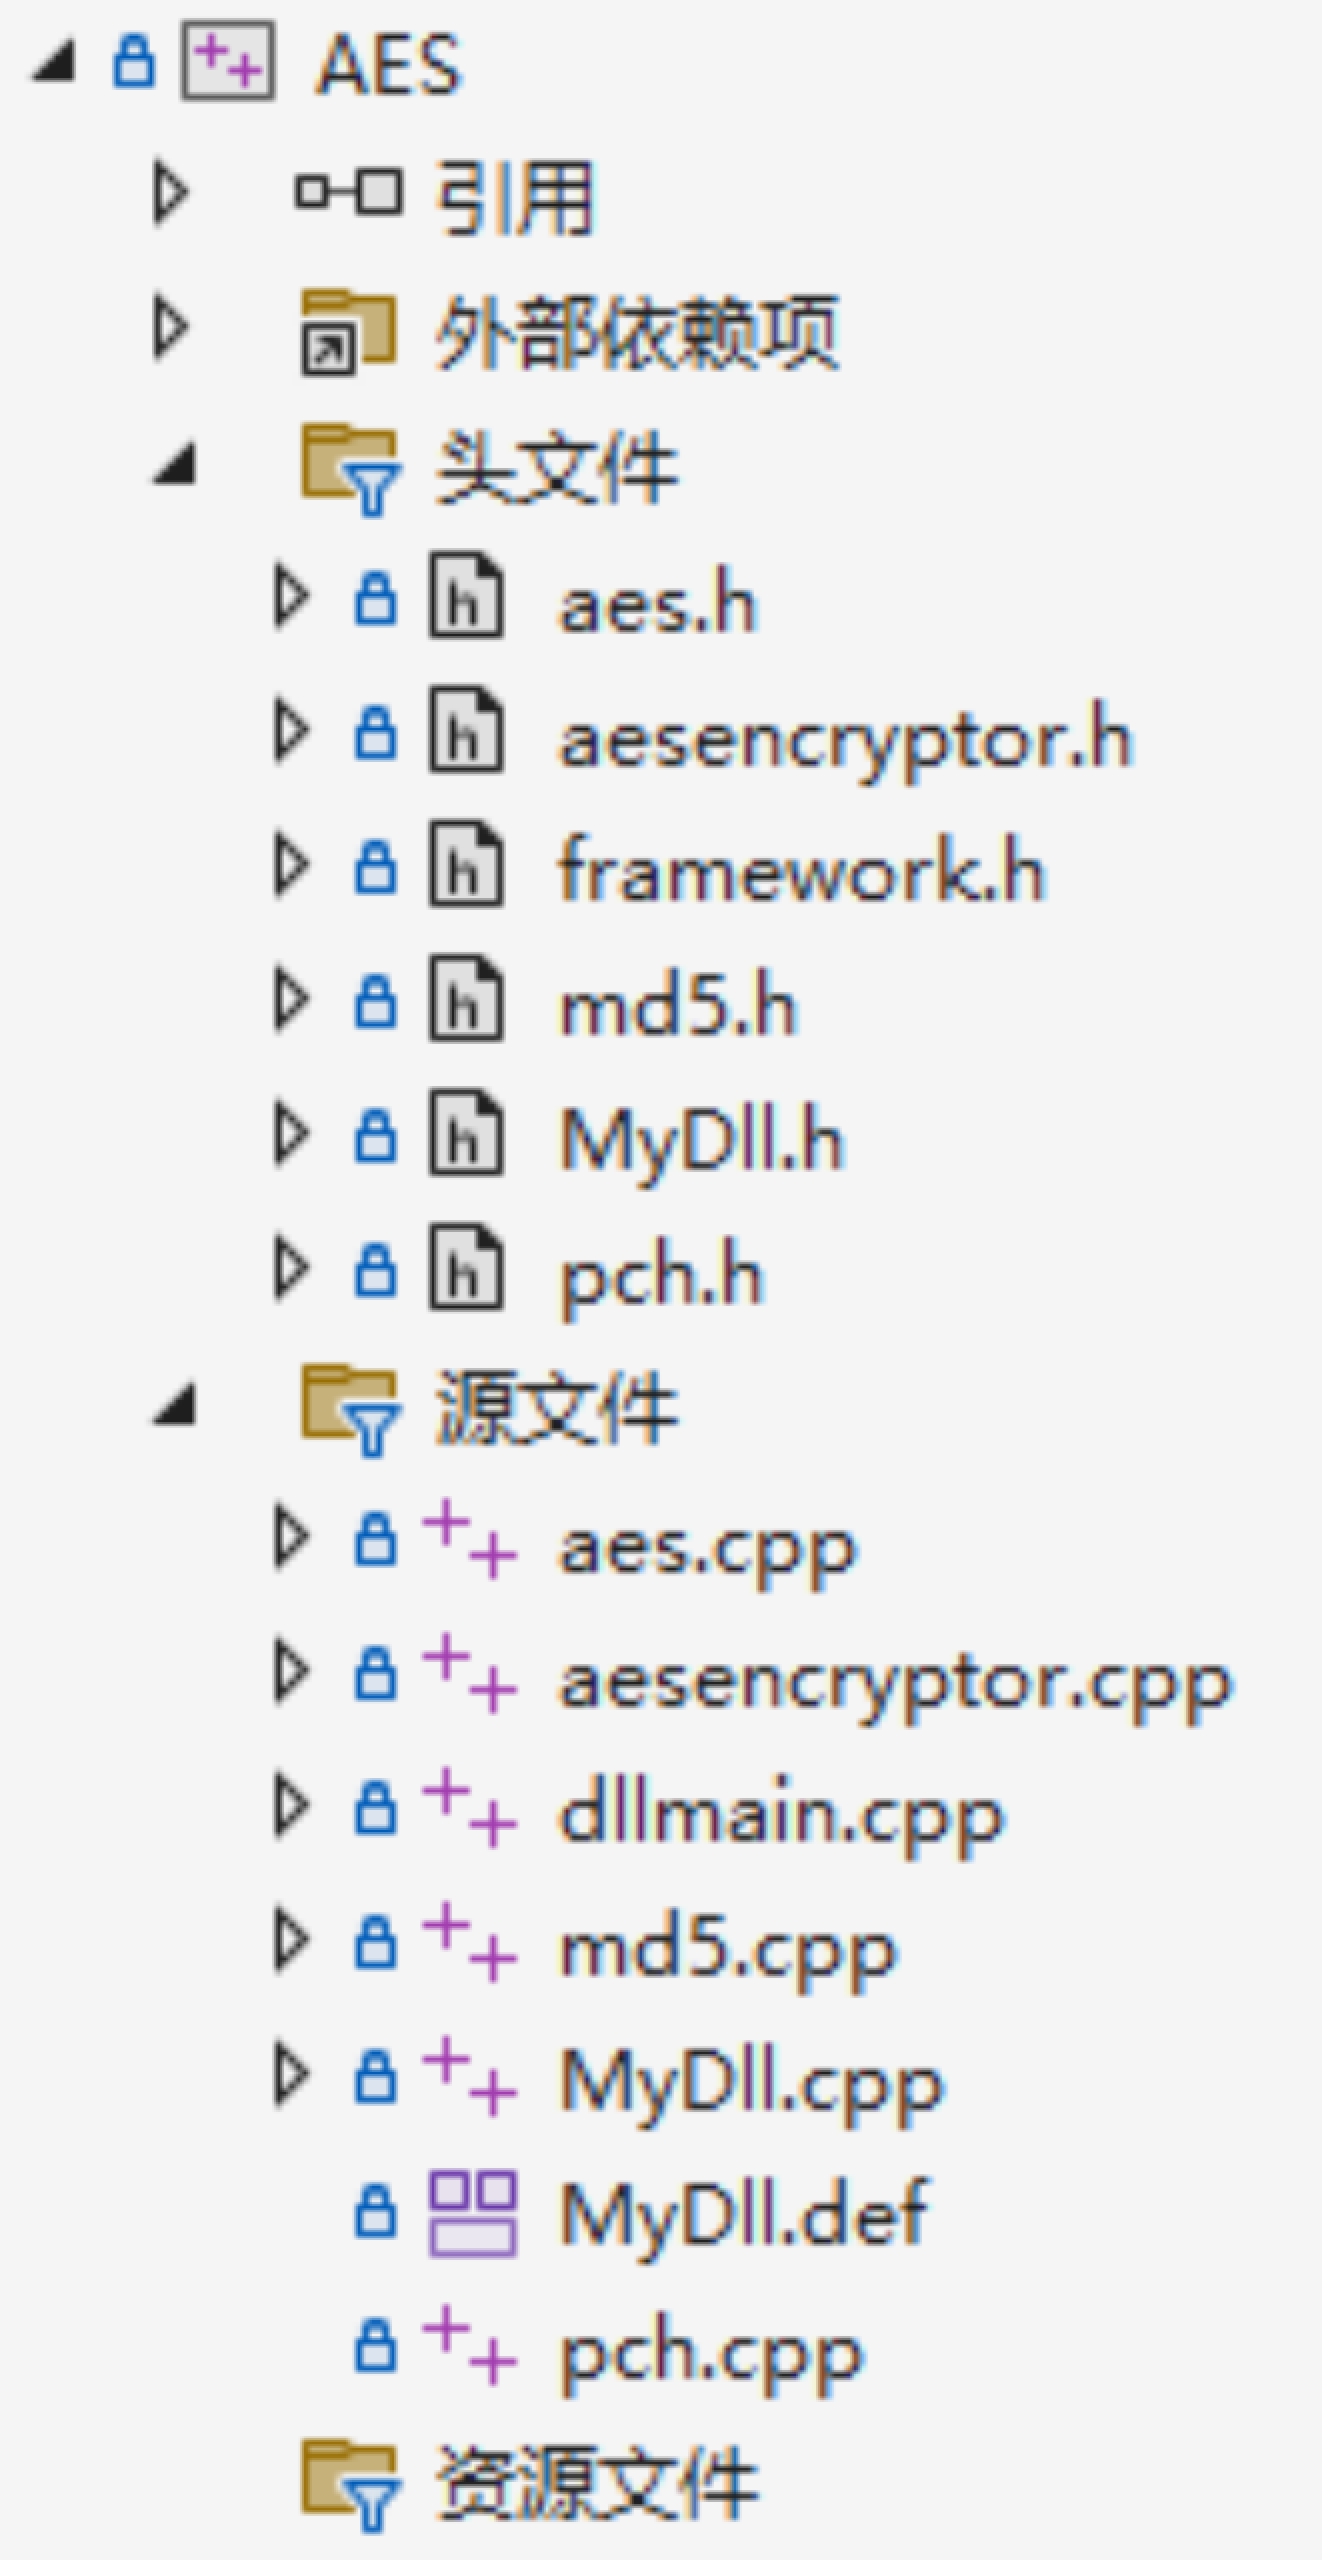 AES
引用
外部依赖项
头文件
aes.h
aesencryptor.h
framework.h
md5.h
MyDll.h
pch.h
源文件
aes.cpp
aesencryptor.cpp
dllmain.cpp
md5.cpp
MyDll.cpp
MyDll.def
pch.cpp
资源文件